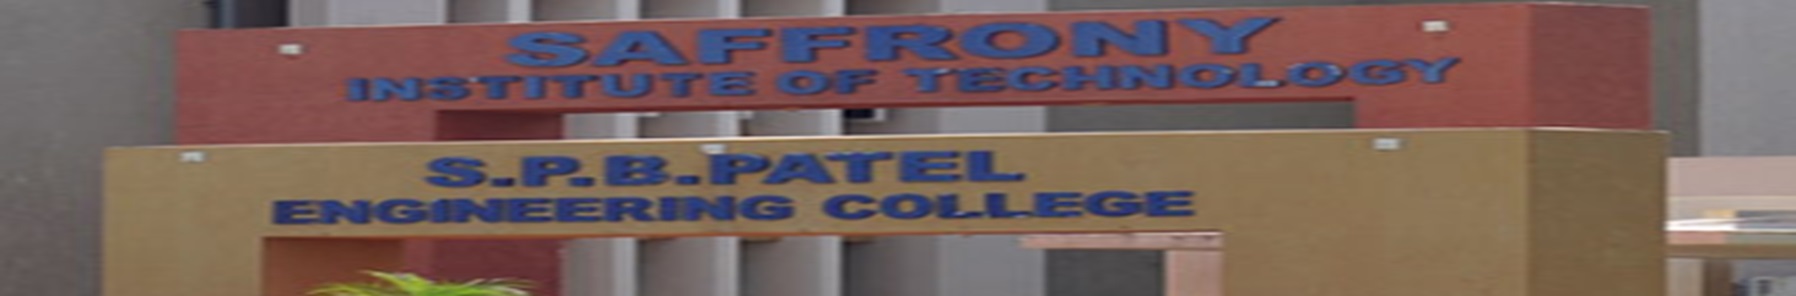 SAFFRONY
INSTITUTE OF TECHNOLOGY
S.P.B.PATEL
ENGINEERING COLLEGE